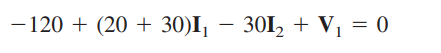 −120 + (20 + 30)I₁ − 30I₂ + V₁ = 0